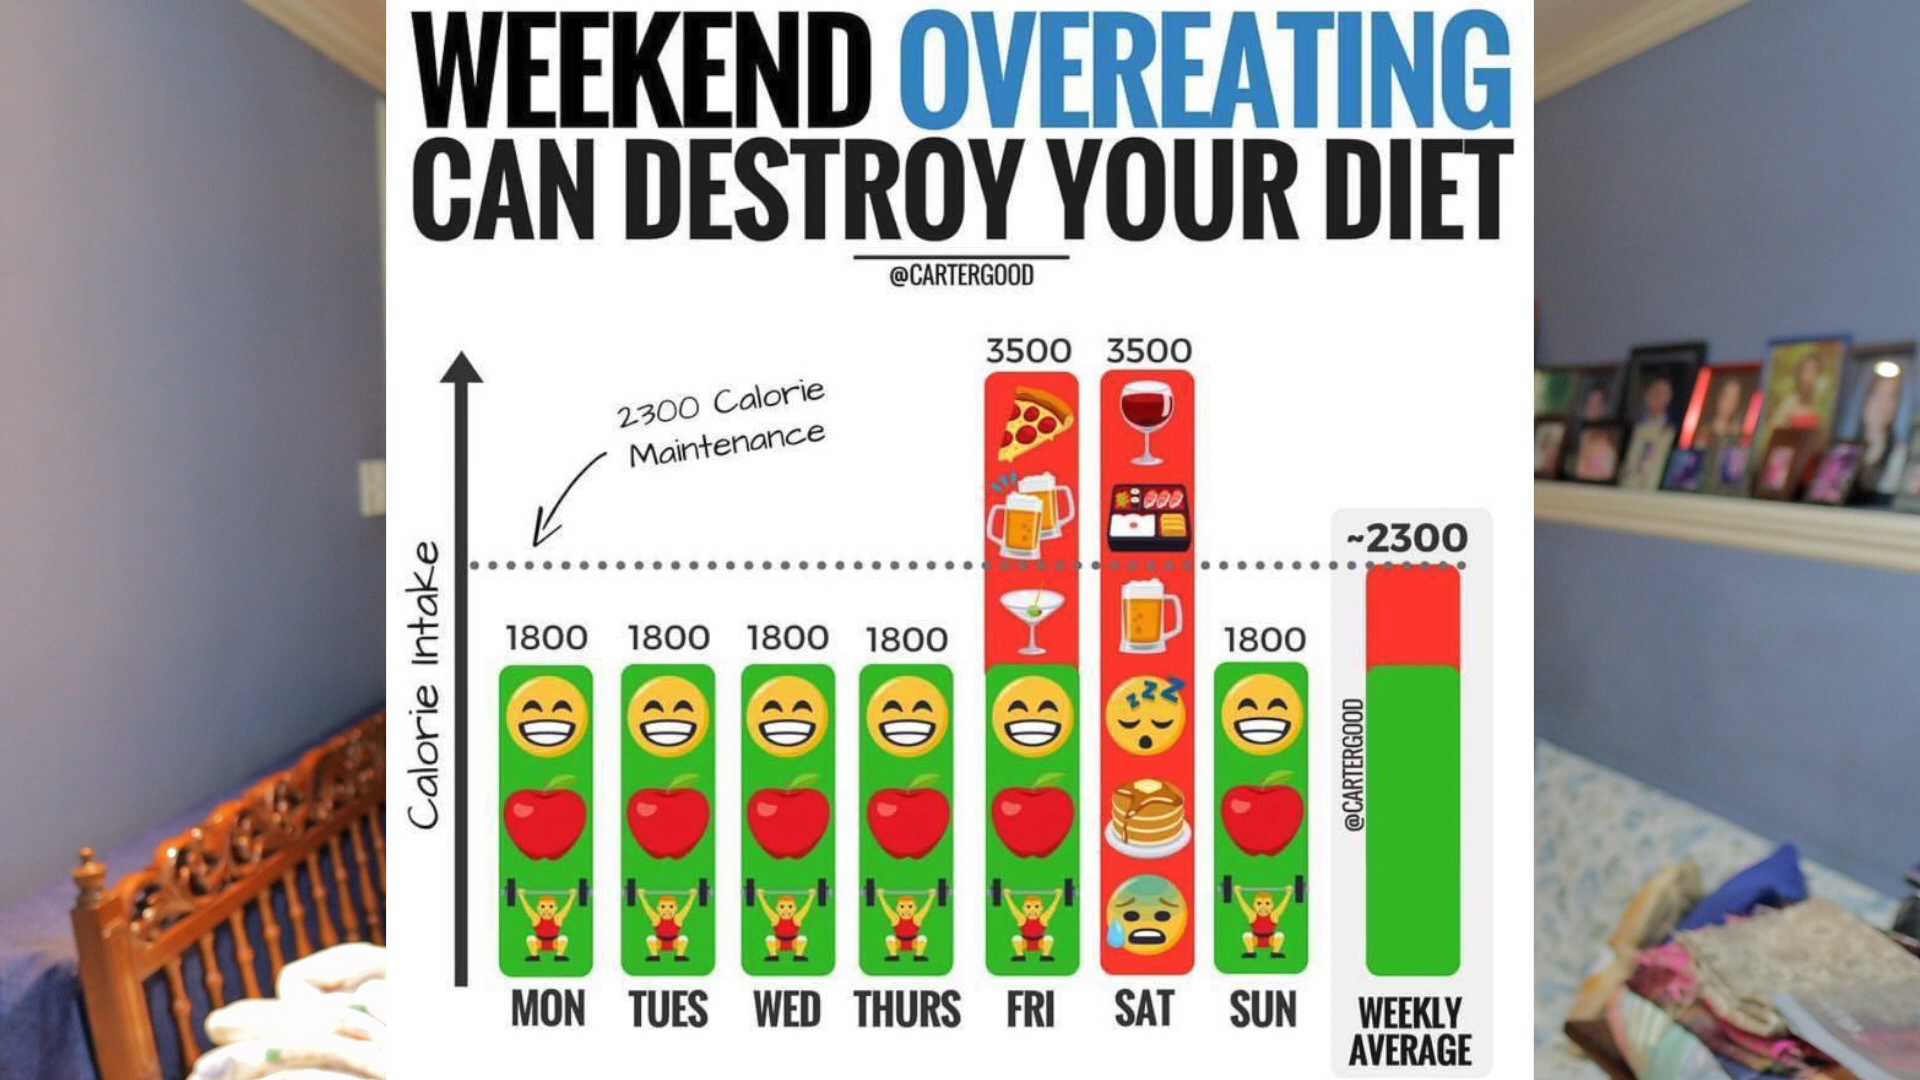 WEEKEND OVEREATING
CAN DESTROY YOUR DIET
@CARTERGOOD
2300 Calorie
Maintenance
Calorie Intake
3500 3500
~2300
1800 1800 1800 1800 1800
@CARTERGOOD
MON TUES WED THURS FRI SAT SUN
WEEKLY
AVERAGE